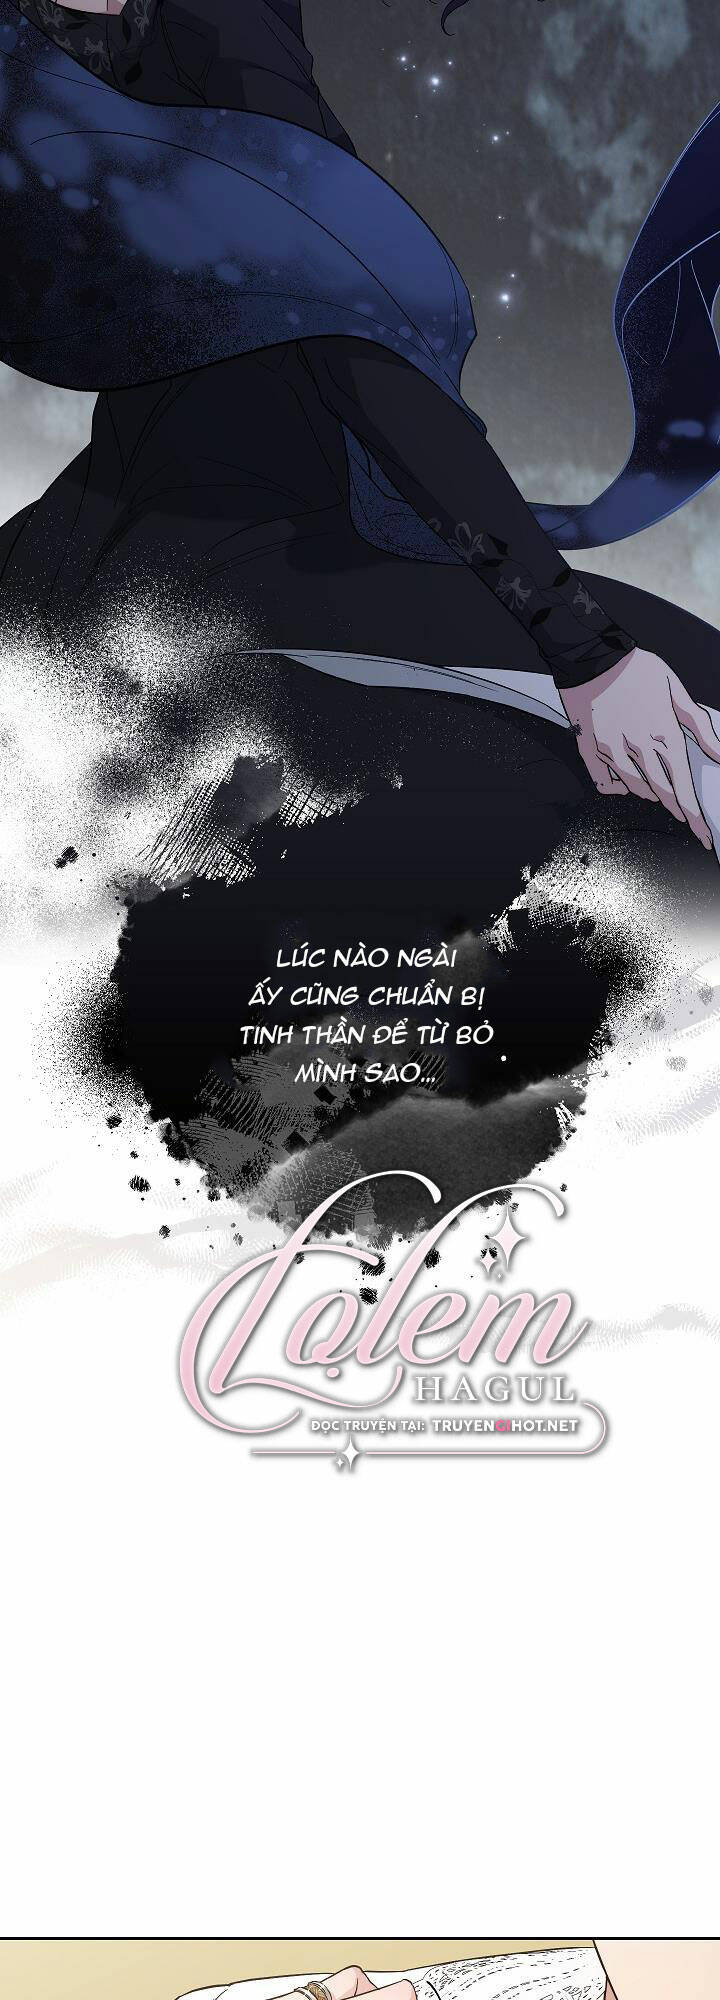 LÚC NÀO NGÀI
ẤY CŨNG CHUẨN BỊ
TINH THẦN ĐỂ TỪ BỎ
MÌNH SAO...
Lọlem
HAGUL
ĐỌC TRUYỆN TẠI: TRUYENGIHOT.NET